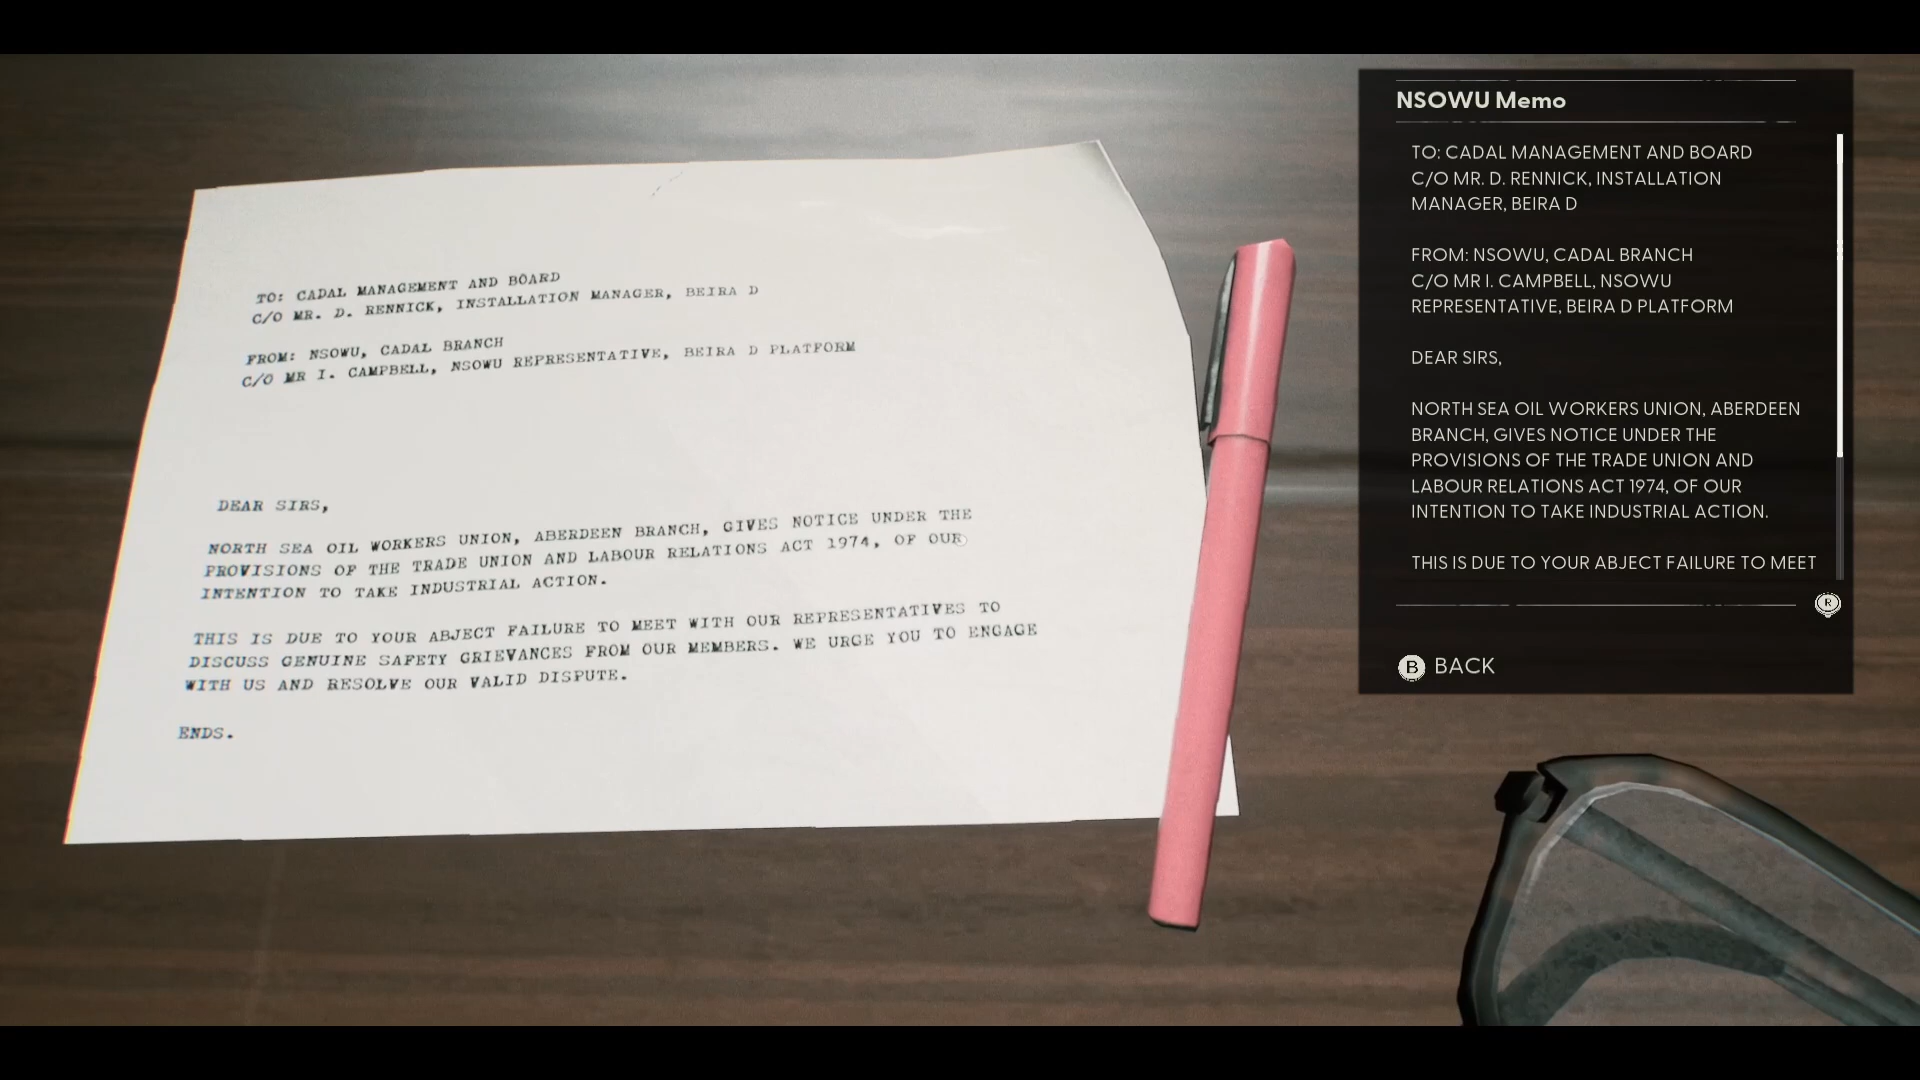 TO: CADAL MANAGEMENT AND BOARD
C/O MR. D. RENNICK, INSTALLATION MANAGER, BEIRA D
FROM: NSOWU, CADAL BRANCH
C/O MR I. CAMPBELL, NSOWU REPRESENTATIVE, BEIRA D PLATFORM
DEAR SIRS,
NORTH SEA OIL WORKERS UNION, ABERDEEN BRANCH, GIVES NOTICE UNDER THE
PROVISIONS OF THE TRADE UNION AND LABOUR RELATIONS ACT 1974, OF OUR
INTENTION TO TAKE INDUSTRIAL ACTION.
THIS IS DUE TO YOUR ABJECT FAILURE TO MEET WITH OUR REPRESENTATIVES TO
DISCUSS GENUINE SAFETY GRIEVANCES FROM OUR MEMBERS. WE URGE YOU TO ENGAGE
WITH US AND RESOLVE OUR VALID DISPUTE.
ENDS.
NSOWU Memo
TO: CADAL MANAGEMENT AND BOARD
C/O MR. D. RENNICK, INSTALLATION
MANAGER, BEIRA D
FROM: NSOWU, CADAL BRANCH
C/O MR I. CAMPBELL, NSOWU
REPRESENTATIVE, BEIRA D PLATFORM
DEAR SIRS,
NORTH SEA OIL WORKERS UNION, ABERDEEN
BRANCH, GIVES NOTICE UNDER THE
PROVISIONS OF THE TRADE UNION AND
LABOUR RELATIONS ACT 1974, OF OUR
INTENTION TO TAKE INDUSTRIAL ACTION.
THIS IS DUE TO YOUR ABJECT FAILURE TO MEET
R
B BACK